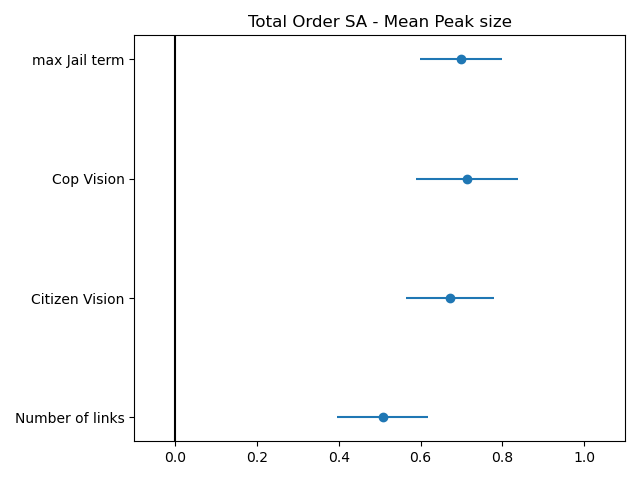 Total Order SA - Mean Peak size
max Jail term
Cop Vision
Citizen Vision
Number of links
0.0 0.2 0.4 0.6 0.8 1.0